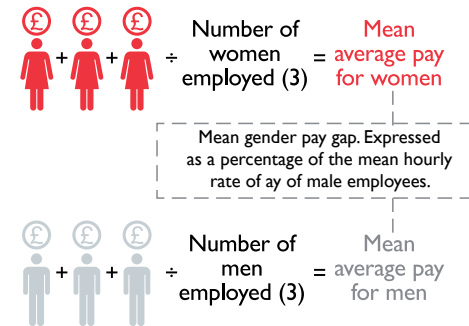 £ £ £
+ + ÷ Number of women employed (3) = Mean average pay for women
Mean gender pay gap. Expressed
as a percentage of the mean hourly
rate of ay of male employees.
£ £ £
+ + ÷ Number of men employed (3) = Mean average pay for men